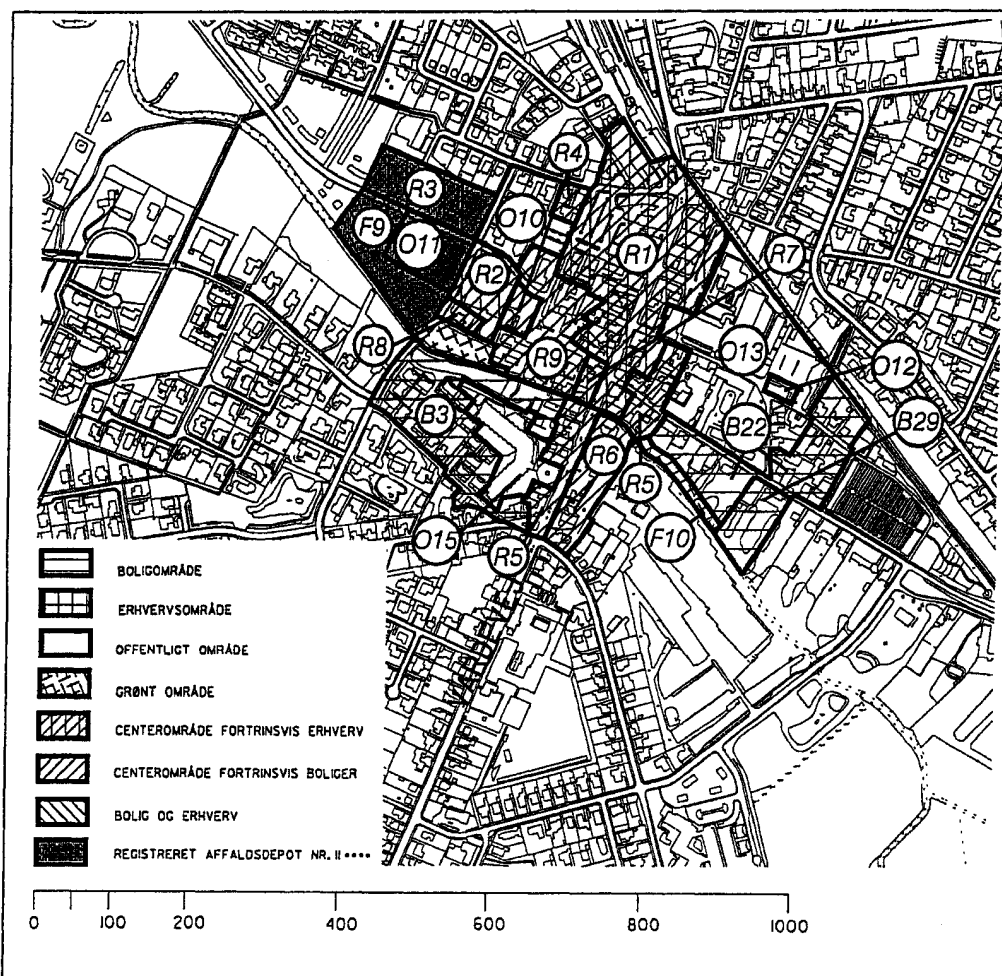 R4
R3
O10
F9
O11
R1
R7
R2
R8
R9
O13
O12
B3
B22
B29
R6
R5
O15
R5
F10
BOLIGOMRÅDE
ERHVERVSOMRÅDE
OFFENTLIGT OMRÅDE
GRØNT OMRÅDE
CENTEROMRÅDE FORTRINSVIS ERHVERV
CENTEROMRÅDE FORTRINSVIS BOLIGER
BOLIG OG ERHVERV
REGISTRERET AFFALDSDEPOT NR. 11••••
0 100 200 400 600 800 1000